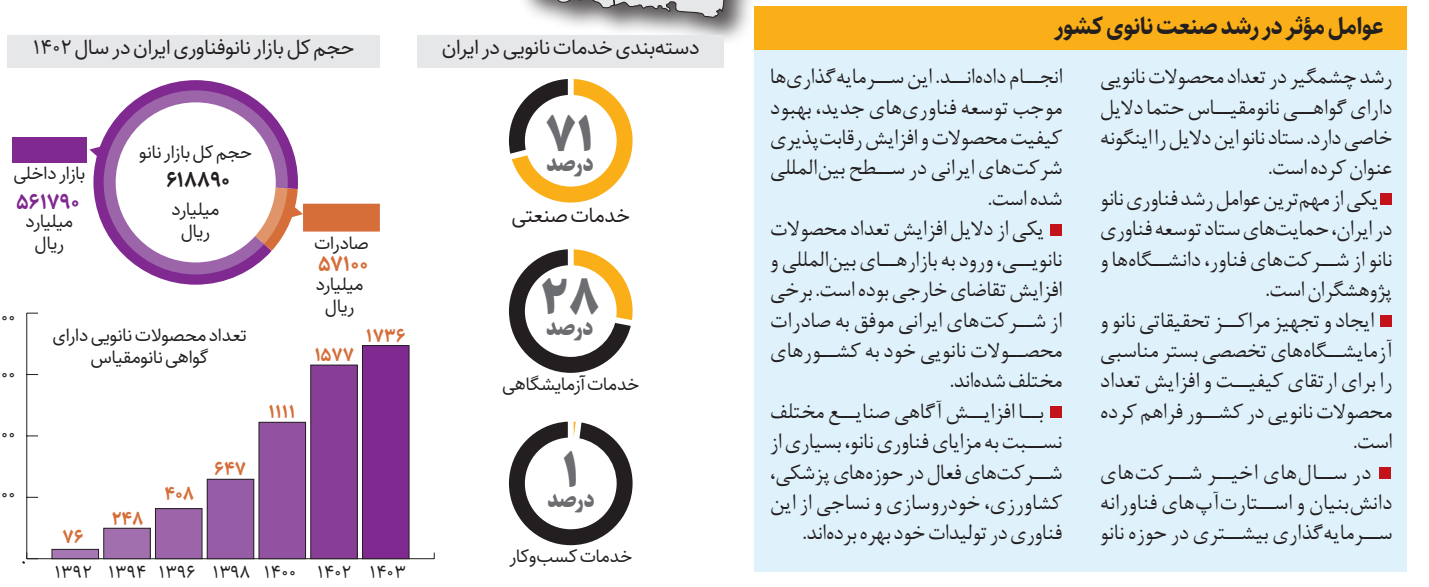 عوامل مؤثر در رشد صنعت نانوی کشور
رشد چشمگیر در تعداد محصولات نانویی
دارای گواهی نانومقیاس حتما دلایل
خاصی دارد. ستاد نانو این دلایل را اینگونه
عنوان کرده است.
■ یکی از مهم‌ترین عوامل رشد فناوری نانو
در ایران، حمایت‌های ستاد توسعه فناوری
نانو از شرکت‌های فناور، دانشگاه‌ها و
پژوهشگران است.
■ ایجاد و تجهیز مراکز تحقیقاتی نانو و
آزمایشگاه‌های تخصصی بستر مناسبی
را برای ارتقای کیفیت و افزایش تعداد
محصولات نانویی در کشور فراهم کرده
است.
■ در سال‌های اخیر شرکت‌های
دانش‌بنیان و استارت‌آپ‌های فناورانه
سرمایه‌گذاری بیشتری در حوزه نانو
انجام داده‌اند. این سرمایه‌گذاری‌ها
موجب توسعه فناوری‌های جدید، بهبود
کیفیت محصولات و افزایش رقابت‌پذیری
شرکت‌های ایرانی در سطح بین‌المللی
شده است.
■ یکی از دلایل افزایش تعداد محصولات
نانویی، ورود به بازارهای بین‌المللی و
افزایش تقاضای خارجی بوده است. برخی
از شرکت‌های ایرانی موفق به صادرات
محصولات نانویی خود به کشورهای
مختلف شده‌اند.
■ با افزایش آگاهی صنایع مختلف
نسبت به مزایای فناوری نانو، بسیاری از
شرکت‌های فعال در حوزه‌های پزشکی،
کشاورزی، خودروسازی و نساجی از این
فناوری در تولیدات خود بهره برده‌اند.
دسته‌بندی خدمات نانویی در ایران
۷۱
درصد
خدمات صنعتی
۲۸
درصد
خدمات آزمایشگاهی
۱
درصد
خدمات کسب‌وکار
حجم کل بازار نانوفناوری ایران در سال ۱۴۰۲
حجم کل بازار نانو
۶۱۸۸۹۰
میلیارد
ریال
صادرات
۵۷۱۰۰
میلیارد
ریال
بازار داخلی
۵۶۱۷۹۰
میلیارد
ریال
تعداد محصولات نانویی دارای
گواهی نانومقیاس
۷۶ ۲۴۸ ۴۰۸ ۶۴۷ ۱۱۱۱ ۱۵۷۷ ۱۷۳۶
۱۳۹۲ ۱۳۹۴ ۱۳۹۶ ۱۳۹۸ ۱۴۰۰ ۱۴۰۲ ۱۴۰۳